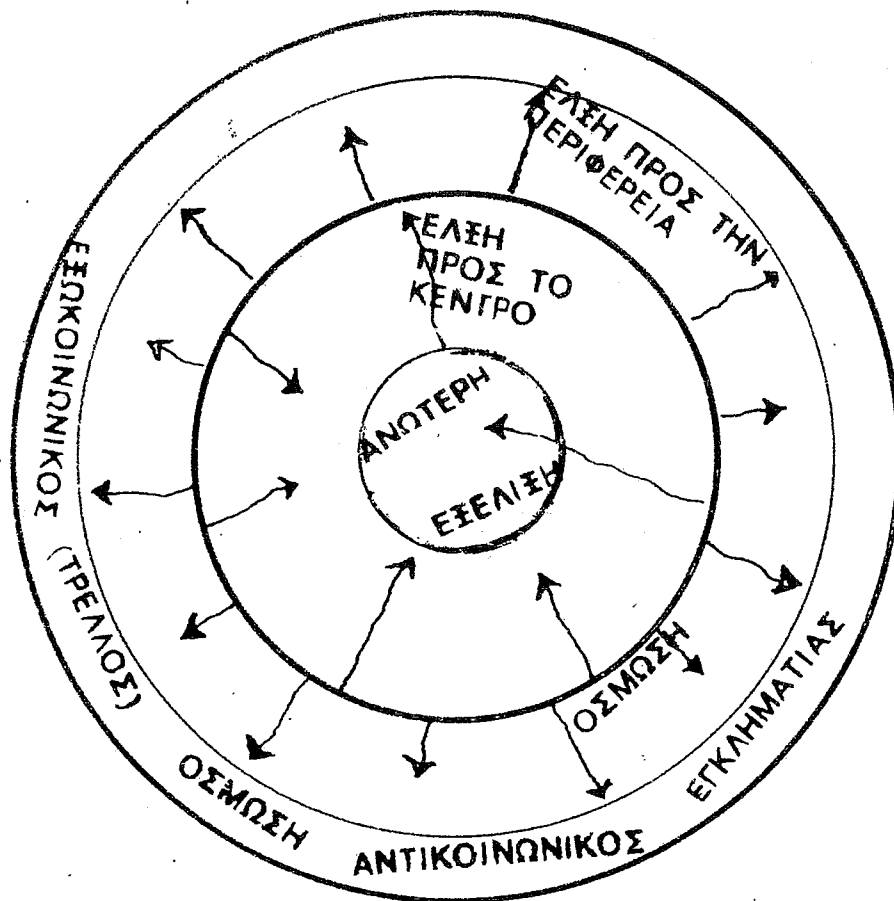 ΕΛΞΗ ΠΡΟΣ ΤΗΝ
ΠΕΡΙΦΕΡΕΙΑ
ΕΛΞΗ
ΠΡΟΣ ΤΟ
ΚΕΝΤΡΟ
ΑΝΩΤΕΡΗ
ΕΞΕΛΙΞΗ
ΟΣΜΩΣΗ
ΕΞΩΚΟΙΝΩΝΙΚΟΣ (ΤΡΕΛΛΟΣ)
ΟΣΜΩΣΗ
ΑΝΤΙΚΟΙΝΩΝΙΚΟΣ
ΕΓΚΛΗΜΑΤΙΑΣ